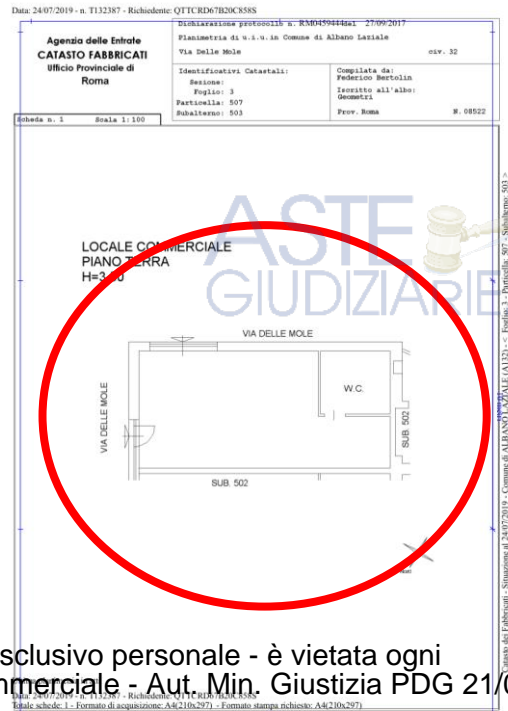 Data: 24/07/2019 - n. T132387 - Richiedente: QTTCRD67B20C858S
Agenzia delle Entrate
CATASTO FABBRICATI
Ufficio Provinciale di
Roma
Dichiarazione protocollo n. RM0459444del 27/09/2017
Planimetria di u.i.u. in Comune di Albano Laziale
Via Delle Mole civ. 32
Identificativi Catastali:
Sezione:
Foglio: 3
Particella: 507
Subalterno: 503
Compilata da:
Federico Bertolin
Iscritto all'albo:
Geometri
Prov. Roma N. 08522
Scheda n. 1 Scala 1:100
ASTE
GIUDIZIARIE
LOCALE COMMERCIALE
PIANO TERRA
VIA DELLE MOLE
VIA DELLE MOLE
W.C.
SUB. 502
SUB. 502
Catasto dei Fabbricati - Situazione al 24/07/2019 - Comune di ALBANO LAZIALE (A132) - < Foglio: 3 - Particella: 507 - Subalterno: 503 >
sclusivo personale - è vietata ogni
mmerciale - Aut. Min. Giustizia PDG 21/0
Data: 24/07/2019 - n. T132387 - Richiedente: QTTCRD67B20C858S
Totale schede: 1 - Formato di acquisizione: A4(210x297) - Formato stampa richiesto: A4(210x297)